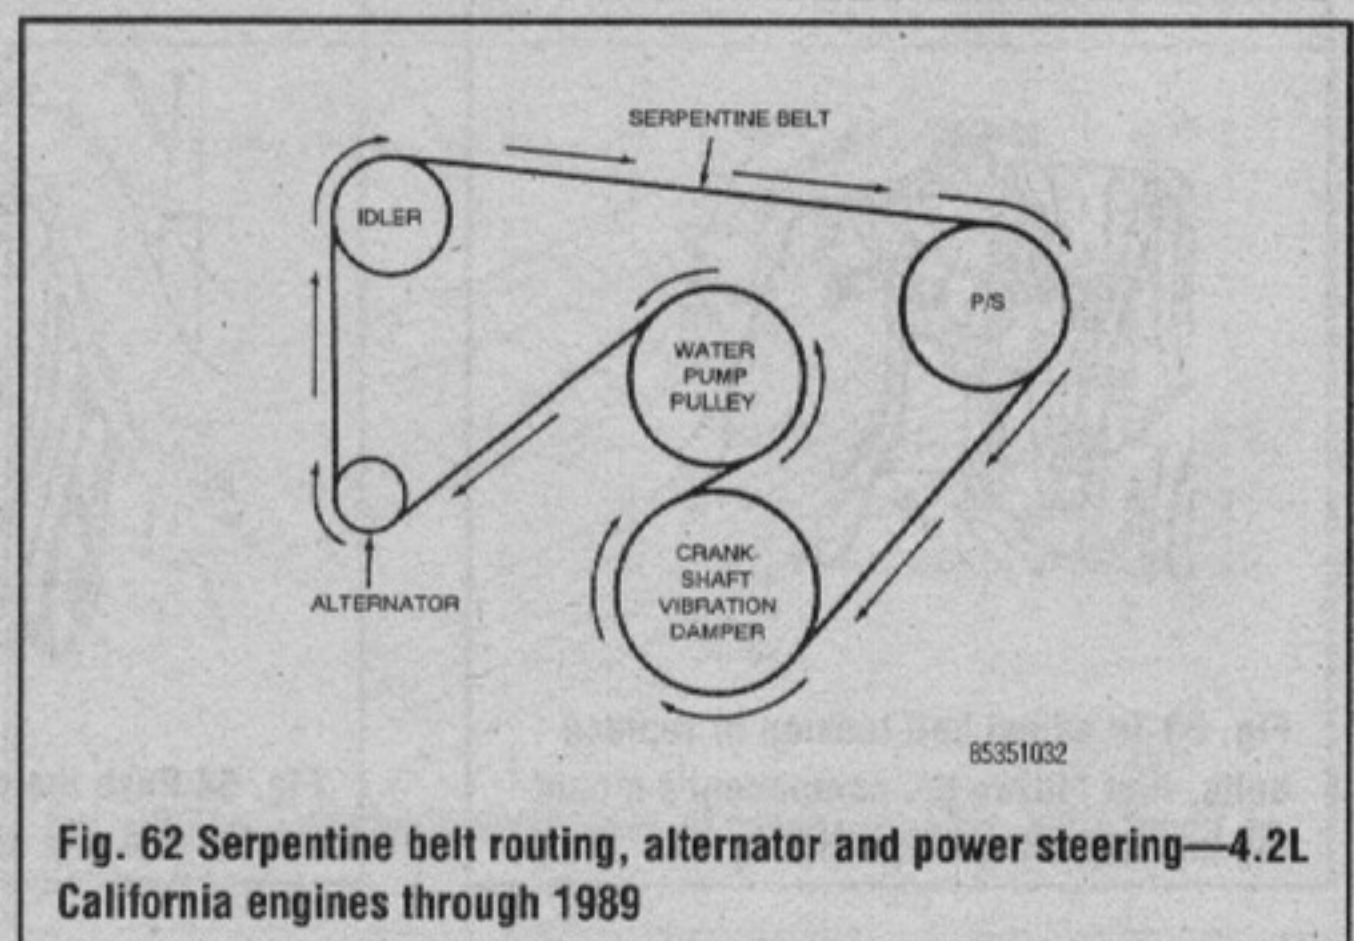 SERPENTINE BELT
IDLER
P/S
WATER
PUMP
PULLEY
CRANK-
SHAFT
VIBRATION
DAMPER
ALTERNATOR
85351032
Fig. 62 Serpentine belt routing, alternator and power steering—4.2L
California engines through 1989